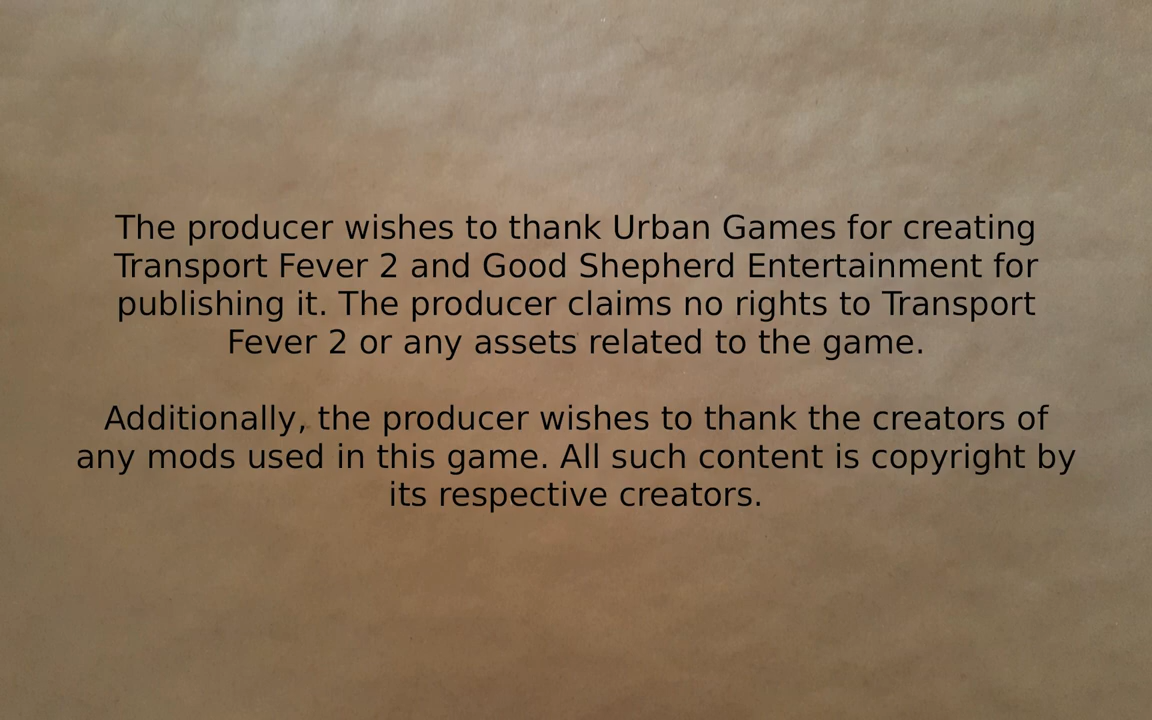 The producer wishes to thank Urban Games for creating
Transport Fever 2 and Good Shepherd Entertainment for
publishing it. The producer claims no rights to Transport
Fever 2 or any assets related to the game.
Additionally, the producer wishes to thank the creators of
any mods used in this game. All such content is copyright by
its respective creators.